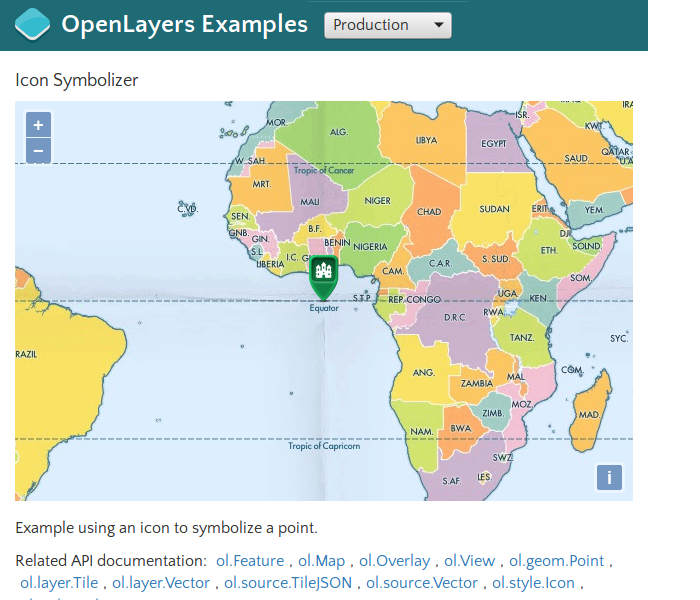 OpenLayers Examples
Production
Icon Symbolizer
+
−
MOR.
ALG.
LIBYA
EGYPT
ISR.
IRA
KWT.
QATAR
SAUD.
U.A
W. SAH.
Tropic of Cancer
MRT.
MALI
NIGER
CHAD
SUDAN
ERIT.
YEM.
C.VD.
SEN.
GNB.
GIN.
B.F.
BENIN
NIGERIA
DJI.
S.L.
LIBERIA
I.C.
G
CAM.
C.A.R.
S. SUD.
ETH.
SOLND.
SOM.
S.T.P.
REP.CONGO
UGA.
KEN.
Equator
D.R.C.
RWA.
TANZ.
SYC.
RAZIL
ANG.
ZAMBIA
MAL.
COM.
MOZ.
ZIMB.
MAD.
NAM.
BWA.
Tropic of Capricorn
SWZ.
S.AF.
LES.
i
Example using an icon to symbolize a point.
Related API documentation: ol.Feature , ol.Map , ol.Overlay , ol.View , ol.geom.Point ,
ol.layer.Tile , ol.layer.Vector , ol.source.TileJSON , ol.source.Vector , ol.style.Icon ,